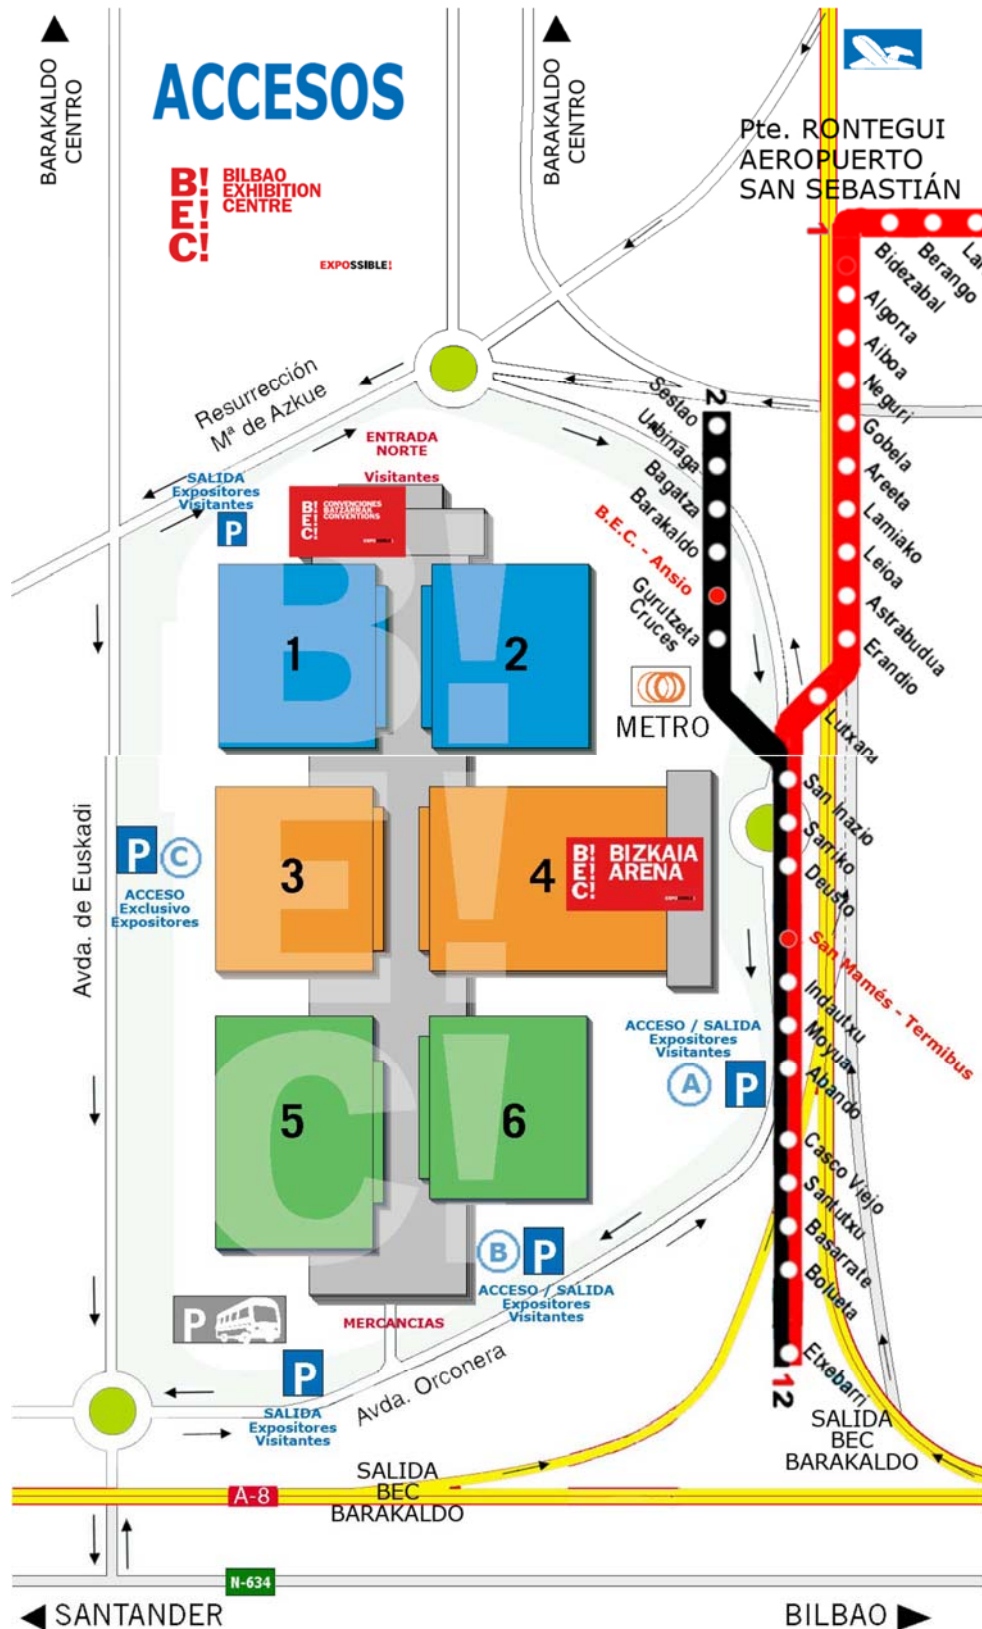 BARAKALDO
CENTRO
ACCESOS
BARAKALDO
CENTRO
B!
E!
C!
BILBAO
EXHIBITION
CENTRE
EXPOSSIBLE!
Pte. RONTEGUI
AEROPUERTO
SAN SEBASTIÁN
1
Bidezabal
Berango
Algorta
Aiboa
Neguri
Gobela
Areeta
Lamiako
Leioa
Astrabudua
Erandio
Lutxana
2
Sestao
Urbinaga
Bagatza
Barakaldo
B.E.C. - Ansio
Gurutzeta
Cruces
METRO
San Inazio
Sarriko
Deusto
San Mamés - Termibus
Indautxu
Moyua
Abando
Casco Viejo
Santutxu
Basarrate
Bolueta
Etxebarri
1
2
Resurrección
Mª de Azkue
ENTRADA
NORTE
Visitantes
SALIDA
Expositores
Visitantes
P
B!
E!
C!
CONVENCIONES
BATZARRAK
CONVENTIONS
EXPOSSIBLE!
B!
1
2
Avda. de Euskadi
P
C
ACCESO
Exclusivo
Expositores
E!
3
4
B!
E!
C!
BIZKAIA
ARENA
EXPOSSIBLE!
ACCESO / SALIDA
Expositores
Visitantes
A
P
C!
5
6
B
P
ACCESO / SALIDA
Expositores
Visitantes
P
MERCANCIAS
P
SALIDA
Expositores
Visitantes
Avda. Orconera
SALIDA
BEC
BARAKALDO
SALIDA
BEC
BARAKALDO
A-8
N-634
SANTANDER
BILBAO